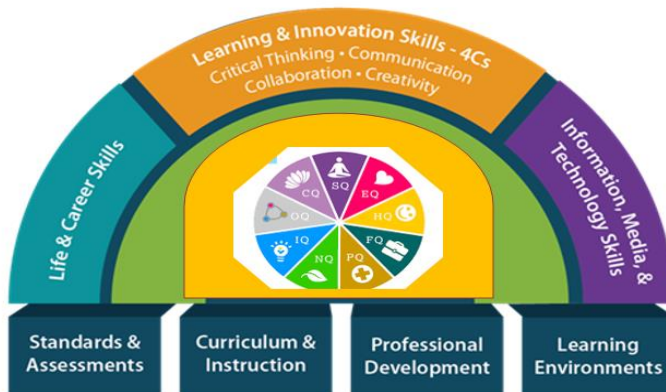 Learning & Innovation Skills - 4Cs
Critical Thinking • Communication
Collaboration • Creativity
Life & Career Skills
Information, Media, &
Technology Skills
SQ
EQ
HQ
FQ
PQ
NQ
IQ
OQ
CQ
Standards &
Assessments
Curriculum &
Instruction
Professional
Development
Learning
Environments